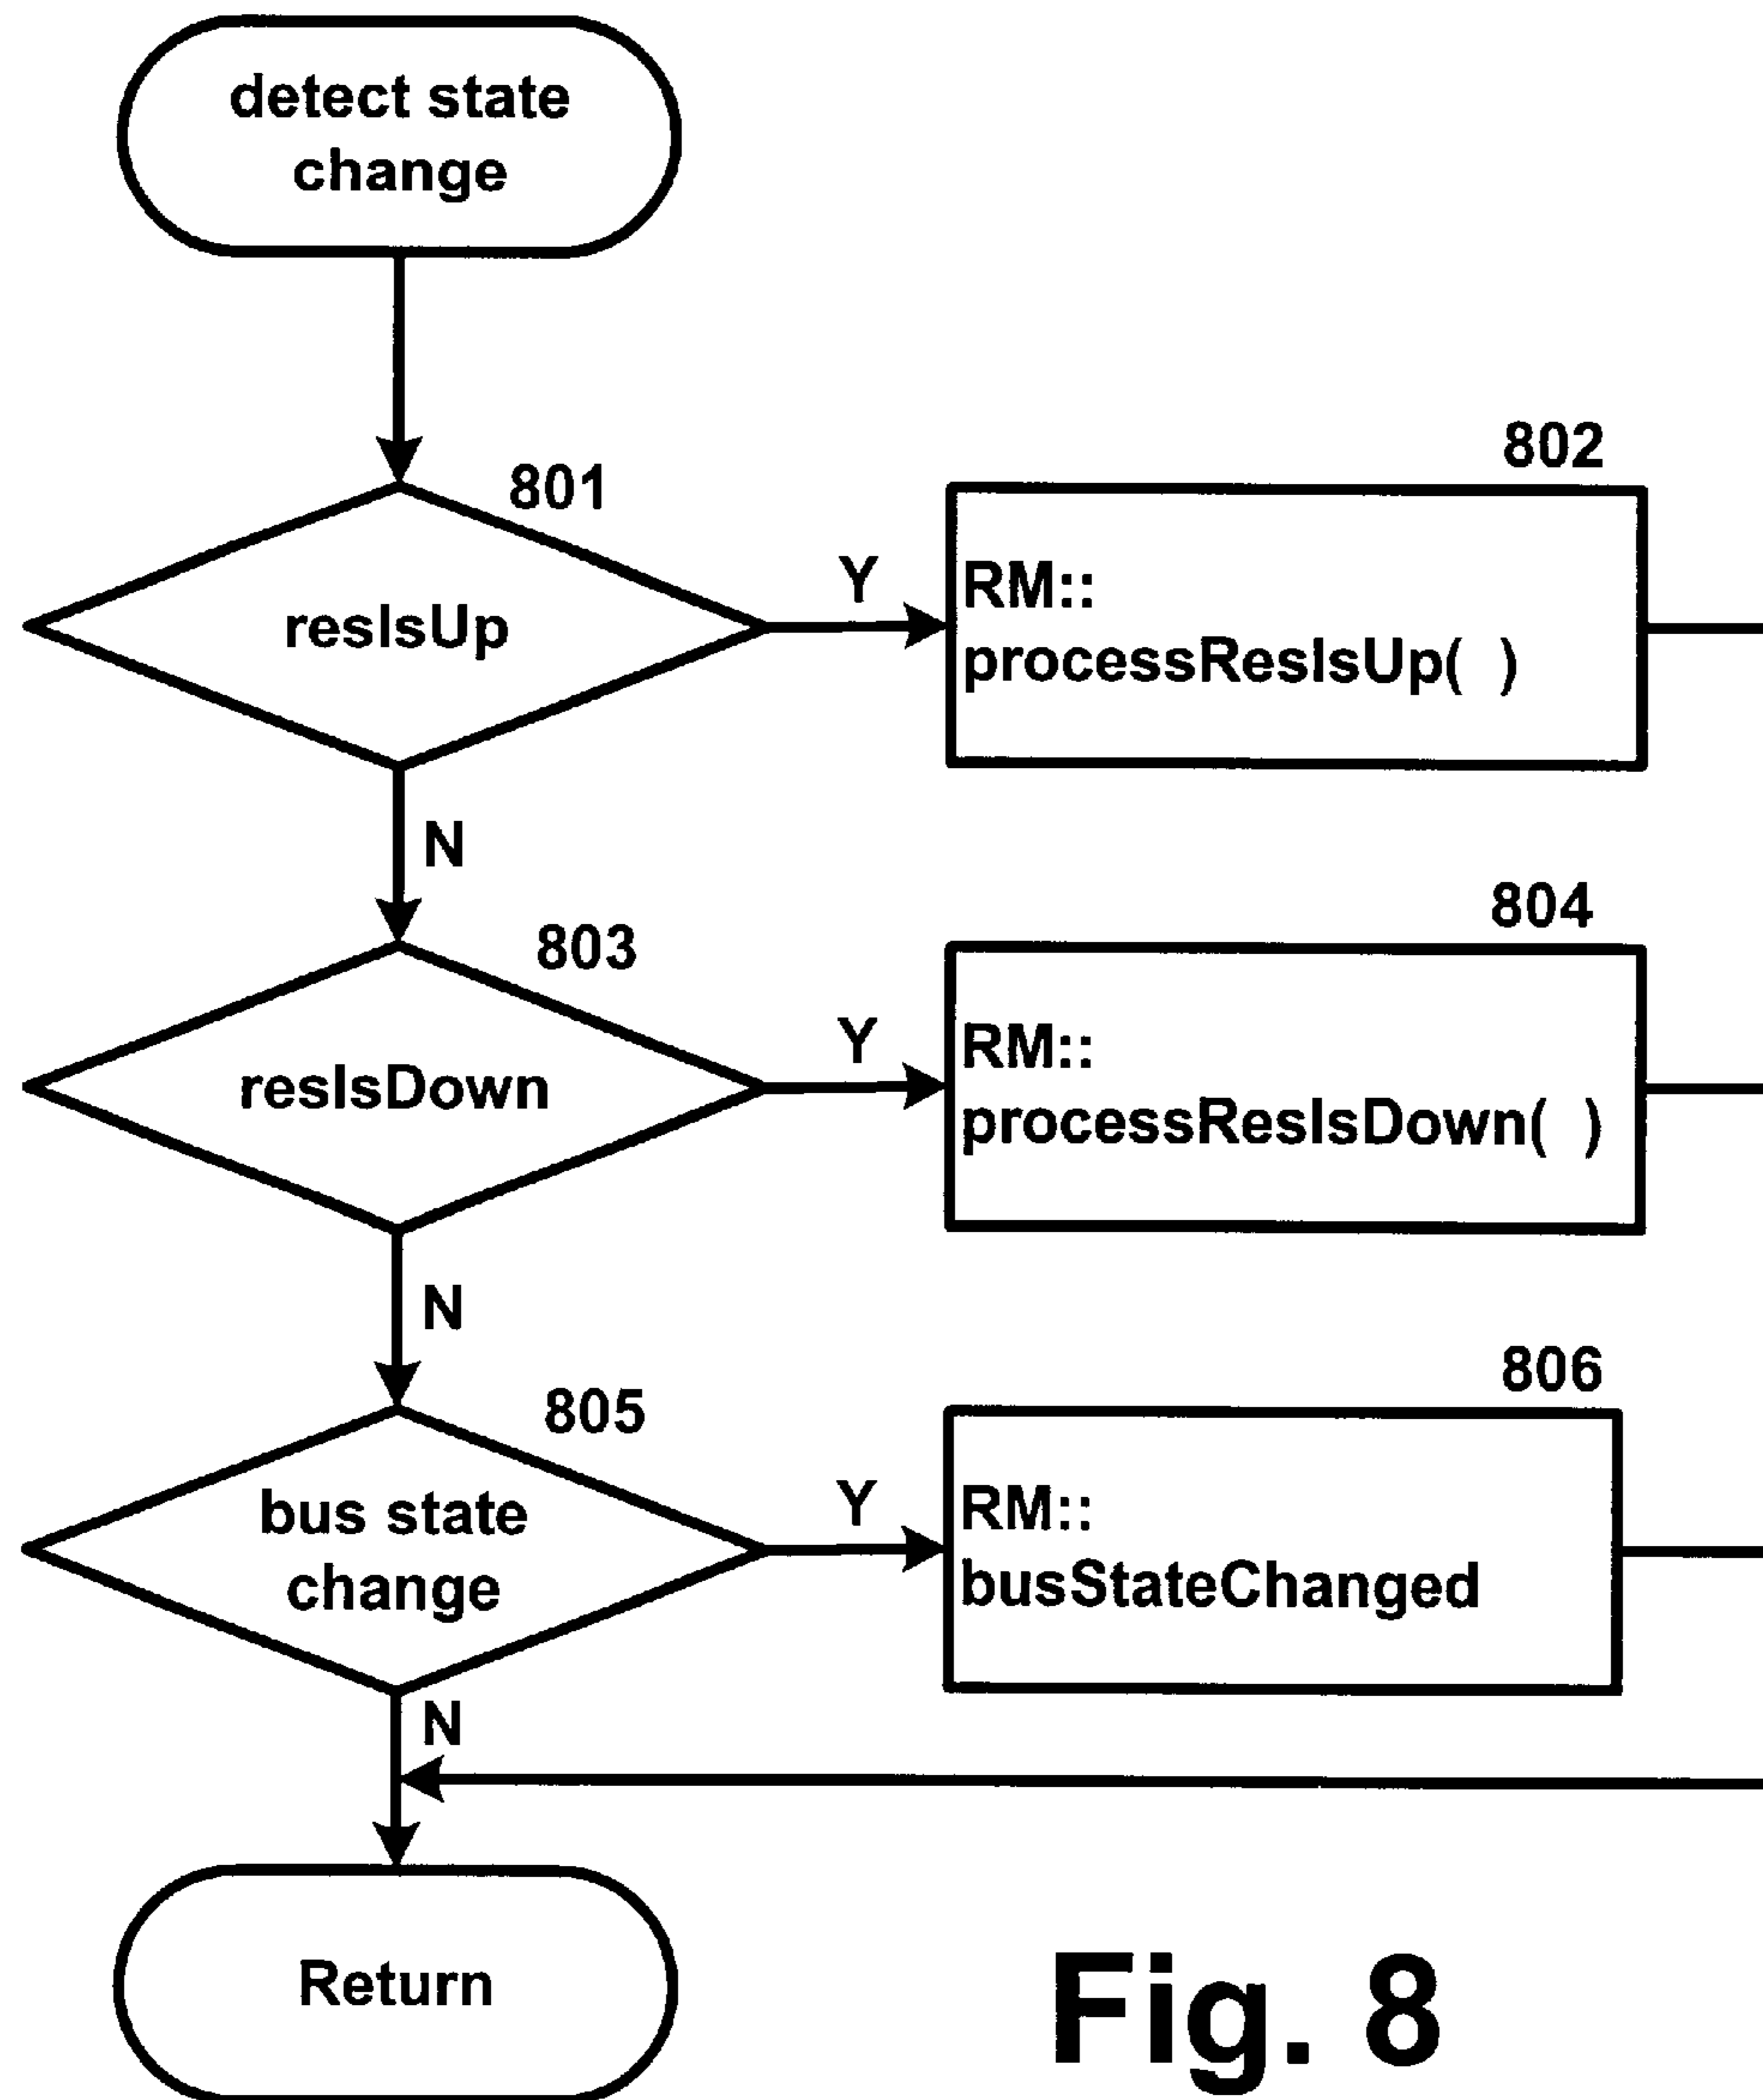 detect state
change
801
resIsUp
Y
802
RM::
processResIsUp( )
N
803
resIsDown
Y
804
RM::
processResIsDown( )
N
805
bus state
change
Y
806
RM::
busStateChanged
N
Return
Fig. 8